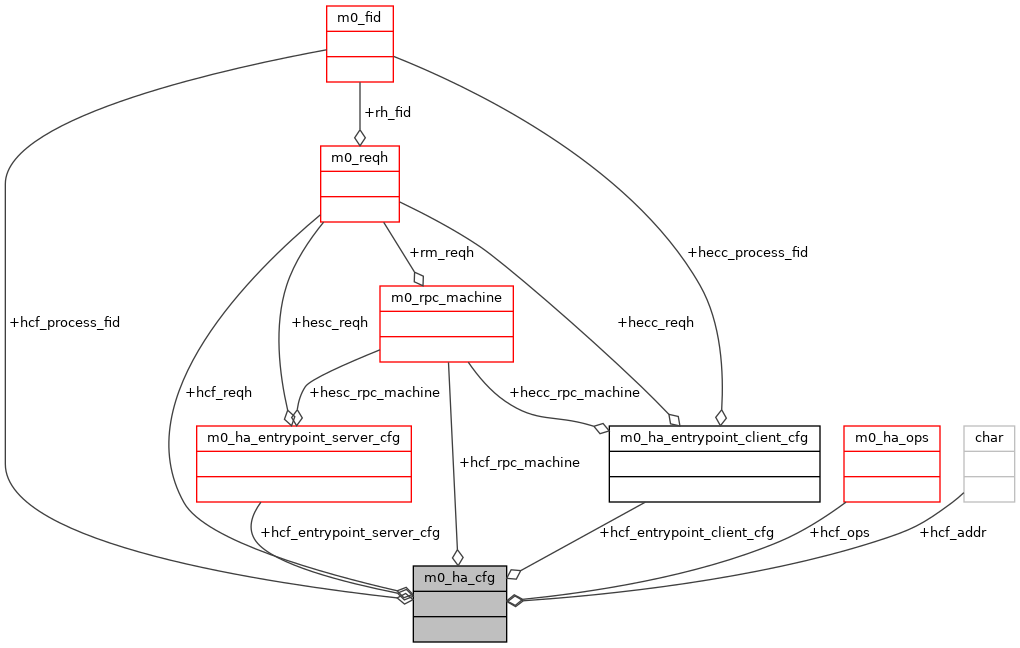 m0_fid
+rh_fid
m0_reqh
+rm_reqh
+hecc_process_fid
m0_rpc_machine
+hcf_process_fid
+hesc_reqh
+hecc_reqh
+hcf_reqh
+hesc_rpc_machine
+hecc_rpc_machine
m0_ha_entrypoint_server_cfg
m0_ha_entrypoint_client_cfg
m0_ha_ops
char
+hcf_rpc_machine
+hcf_entrypoint_server_cfg
+hcf_entrypoint_client_cfg
+hcf_ops
+hcf_addr
m0_ha_cfg